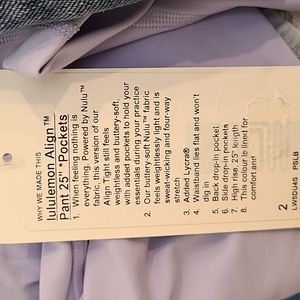 WHY WE MADE THIS
lululemon Align™
Pant 25" *Pockets
1. When feeling nothing is
everything. Powered by Nulu™
fabric, this version of our
Align Tight still feels
weightless and buttery-soft,
with added pockets to hold your
essentials during your practice
2. Our buttery-soft Nulu™ fabric
feels weightlessly light and is
sweat-wicking and four-way
stretch
3. Added Lycra®
4. Waistband lies flat and won't
dig in
5. Back drop-in pocket
6. Side drop-in pockets
7. High rise, 25" length
8. This colour is lined for
comfort and
2
LW5DU4S PSLB